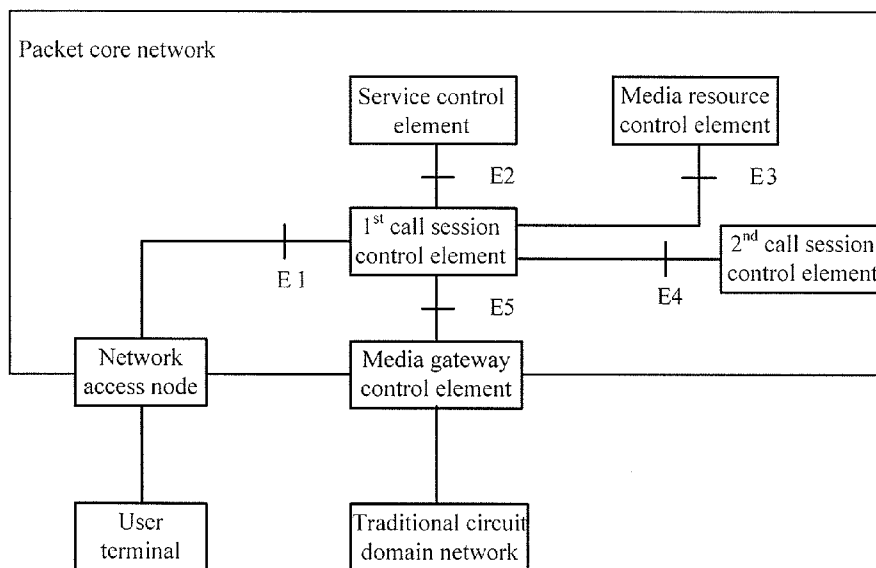 Packet core network
Service control
element
Media resource
control element
E2
E3
1st call session
control element
2nd call session
control element
E1
E4
E5
Network
access node
Media gateway
control element
User
terminal
Traditional circuit
domain network